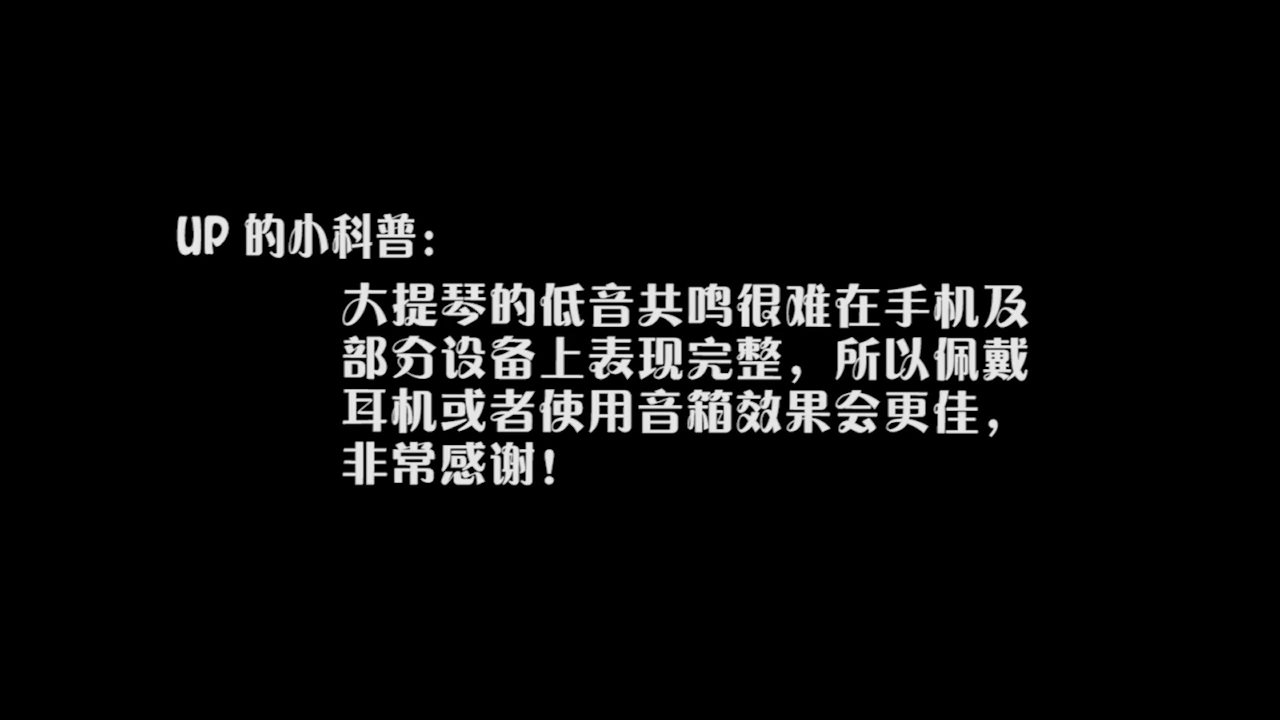 UP 的小科普：
大提琴的低音共鸣很难在手机及
部分设备上表现完整，所以佩戴
耳机或者使用音箱效果会更佳，
非常感谢！